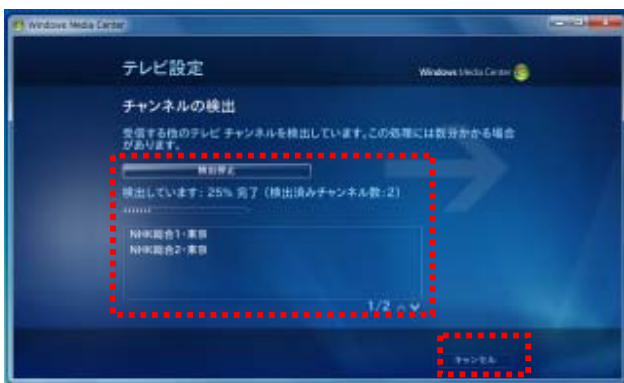 Windows Media Center
テレビ設定
Windows Media Center
チャンネルの検出
受信する他のテレビ チャンネルを検出しています。この処理には数分かかる場合
があります。
検出停止
検出しています: 25% 完了 (検出済みチャンネル数:2)
NHK総合1・東京
NHK総合2・東京
1/2
キャンセル